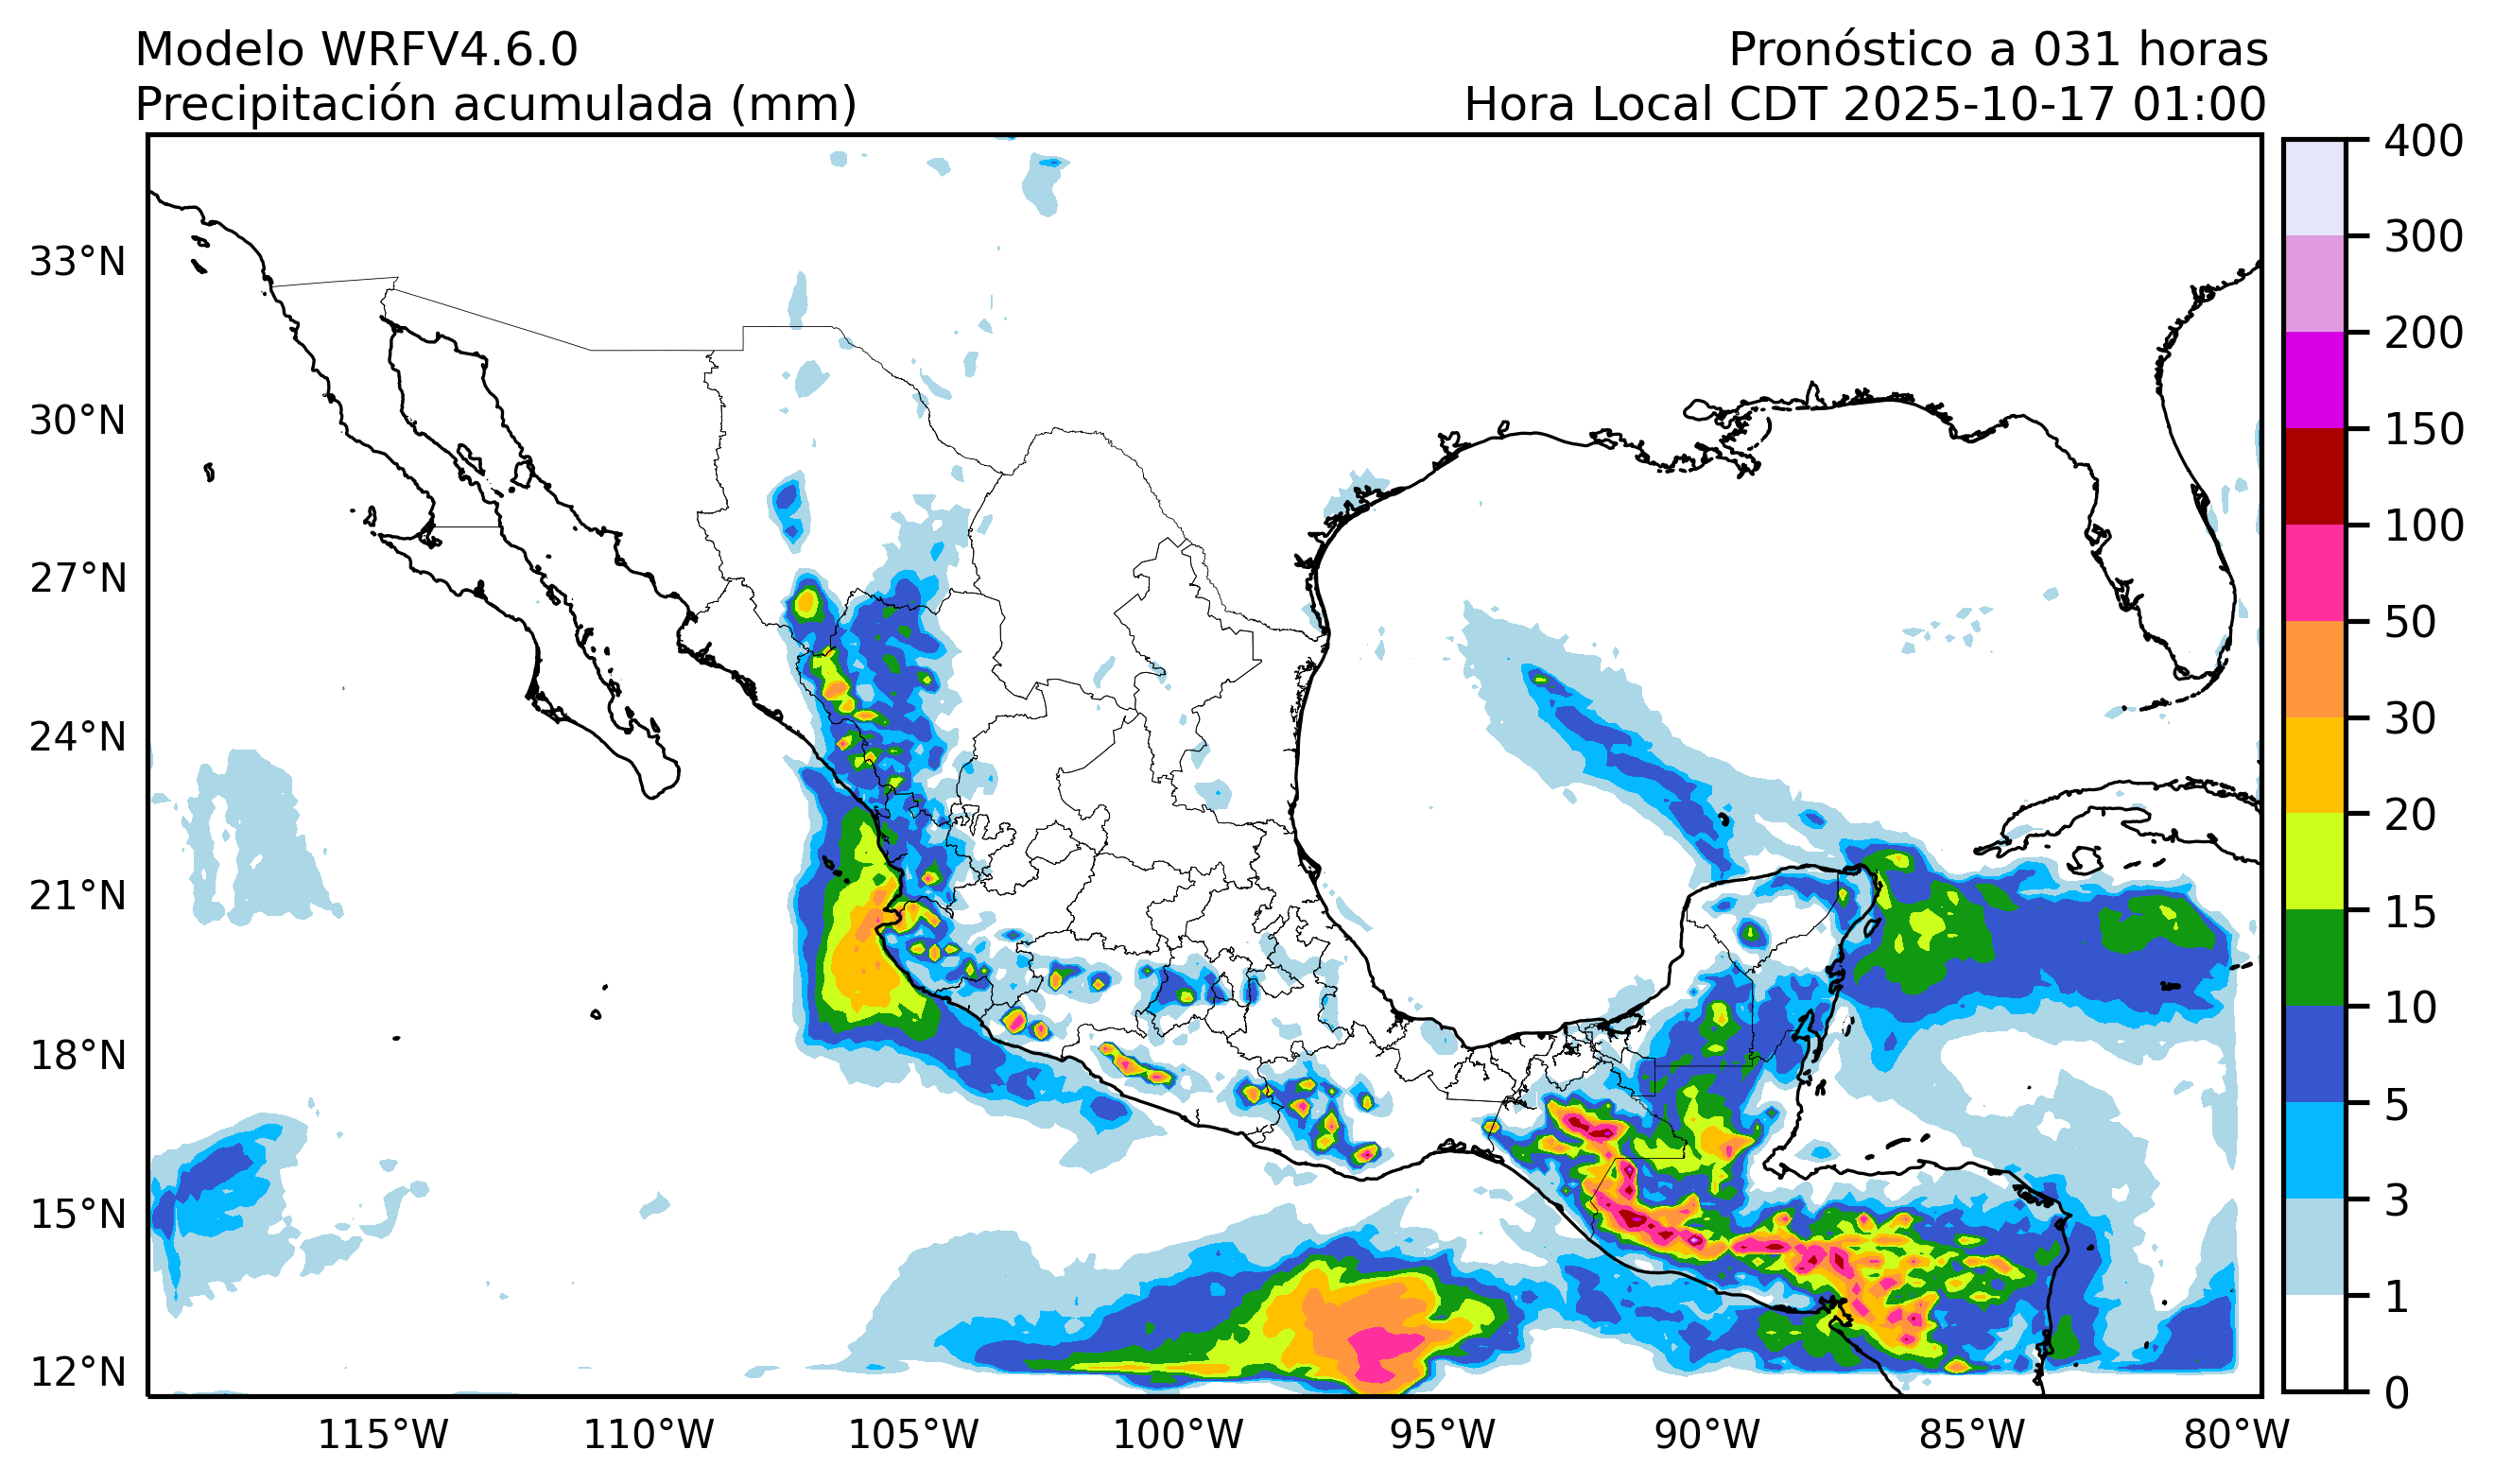 Modelo WRFV4.6.0
Precipitación acumulada (mm)
Pronóstico a 031 horas
Hora Local CDT 2025-10-17 01:00
33°N
30°N
27°N
24°N
21°N
18°N
15°N
12°N
115°W
110°W
105°W
100°W
95°W
90°W
85°W
80°W
400
300
200
150
100
50
30
20
15
10
5
3
1
0